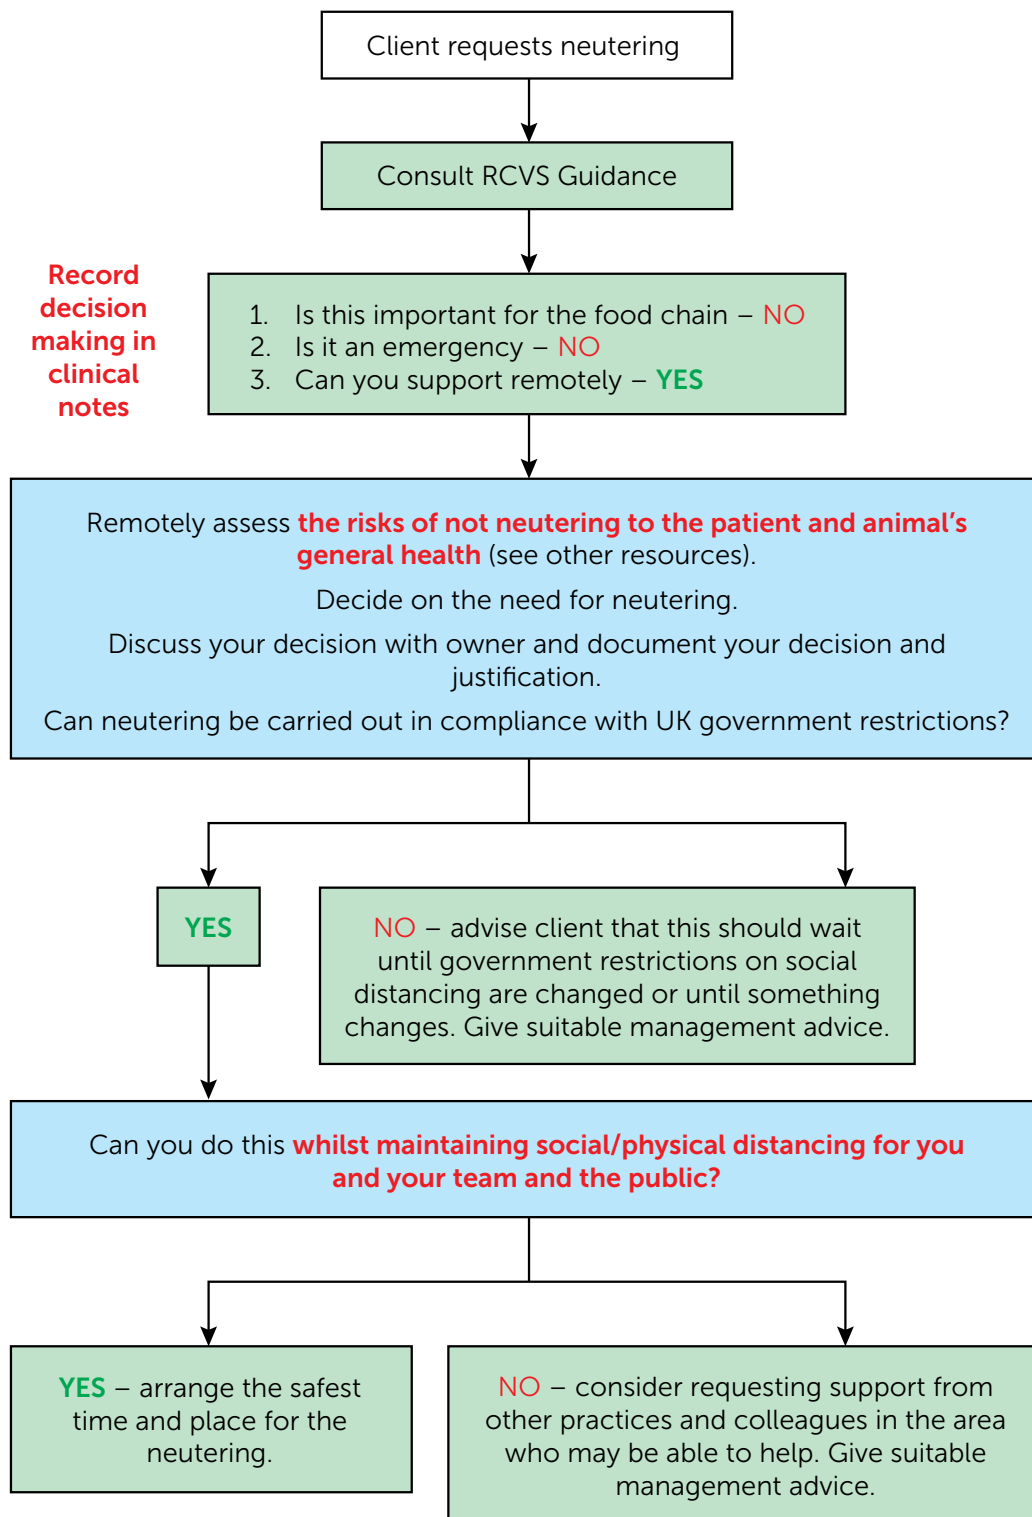 Client requests neutering
Consult RCVS Guidance
Record
decision
making in
clinical
notes
1. Is this important for the food chain – NO
2. Is it an emergency – NO
3. Can you support remotely – YES
Remotely assess the risks of not neutering to the patient and animal’s
general health (see other resources).
Decide on the need for neutering.
Discuss your decision with owner and document your decision and
justification.
Can neutering be carried out in compliance with UK government restrictions?
YES
NO – advise client that this should wait
until government restrictions on social
distancing are changed or until something
changes. Give suitable management advice.
Can you do this whilst maintaining social/physical distancing for you
and your team and the public?
YES – arrange the safest
time and place for the
neutering.
NO – consider requesting support from
other practices and colleagues in the area
who may be able to help. Give suitable
management advice.